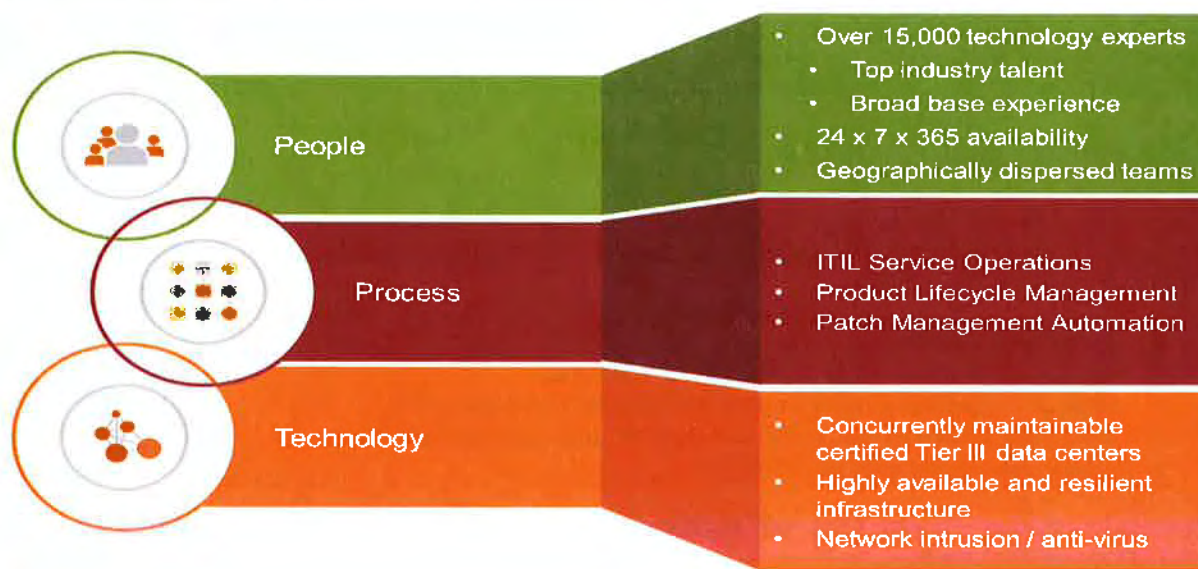 People
• Over 15,000 technology experts
• Top industry talent
• Broad base experience
• 24 x 7 x 365 availability
• Geographically dispersed teams
Process
• ITIL Service Operations
• Product Lifecycle Management
• Patch Management Automation
Technology
• Concurrently maintainable
certified Tier III data centers
• Highly available and resilient
infrastructure
• Network intrusion / anti-virus